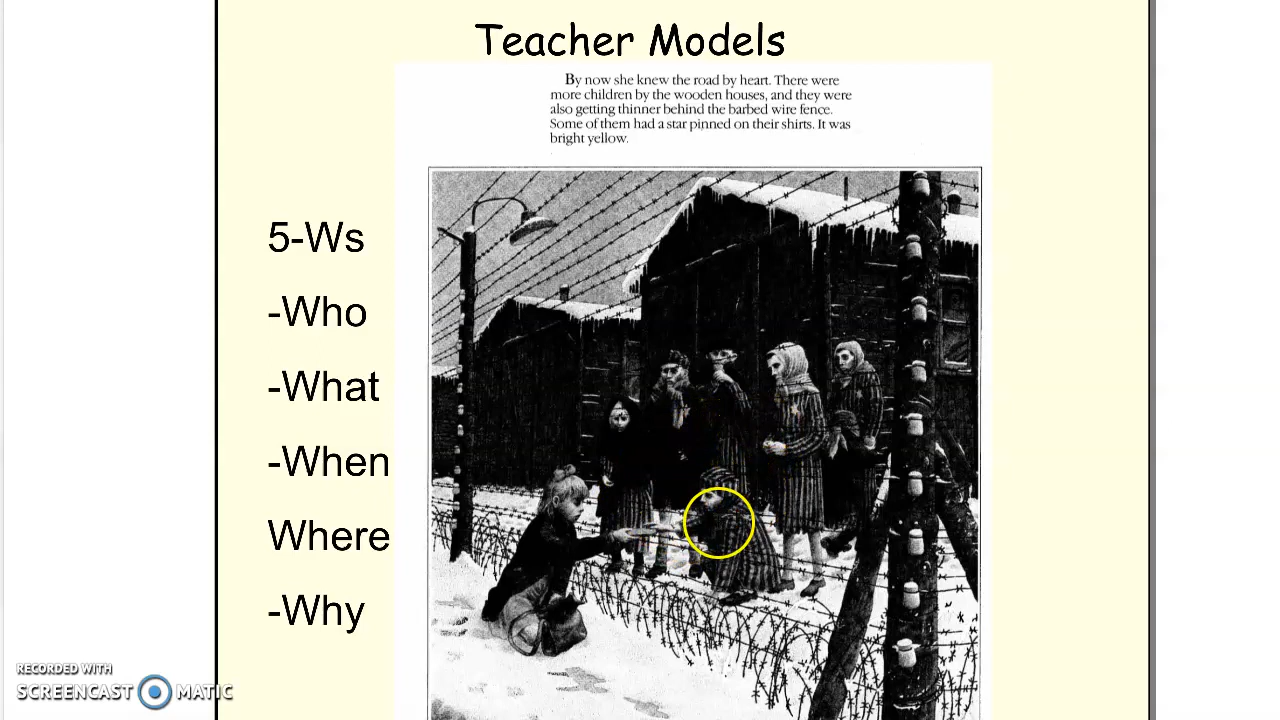 Teacher Models
By now she knew the road by heart. There were
more children by the wooden houses, and they were
also getting thinner behind the barbed wire fence.
Some of them had a star pinned on their shirts. It was
bright yellow.
5-Ws
-Who
-What
-When
Where
-Why
RECORDED WITH
SCREENCAST MATIC